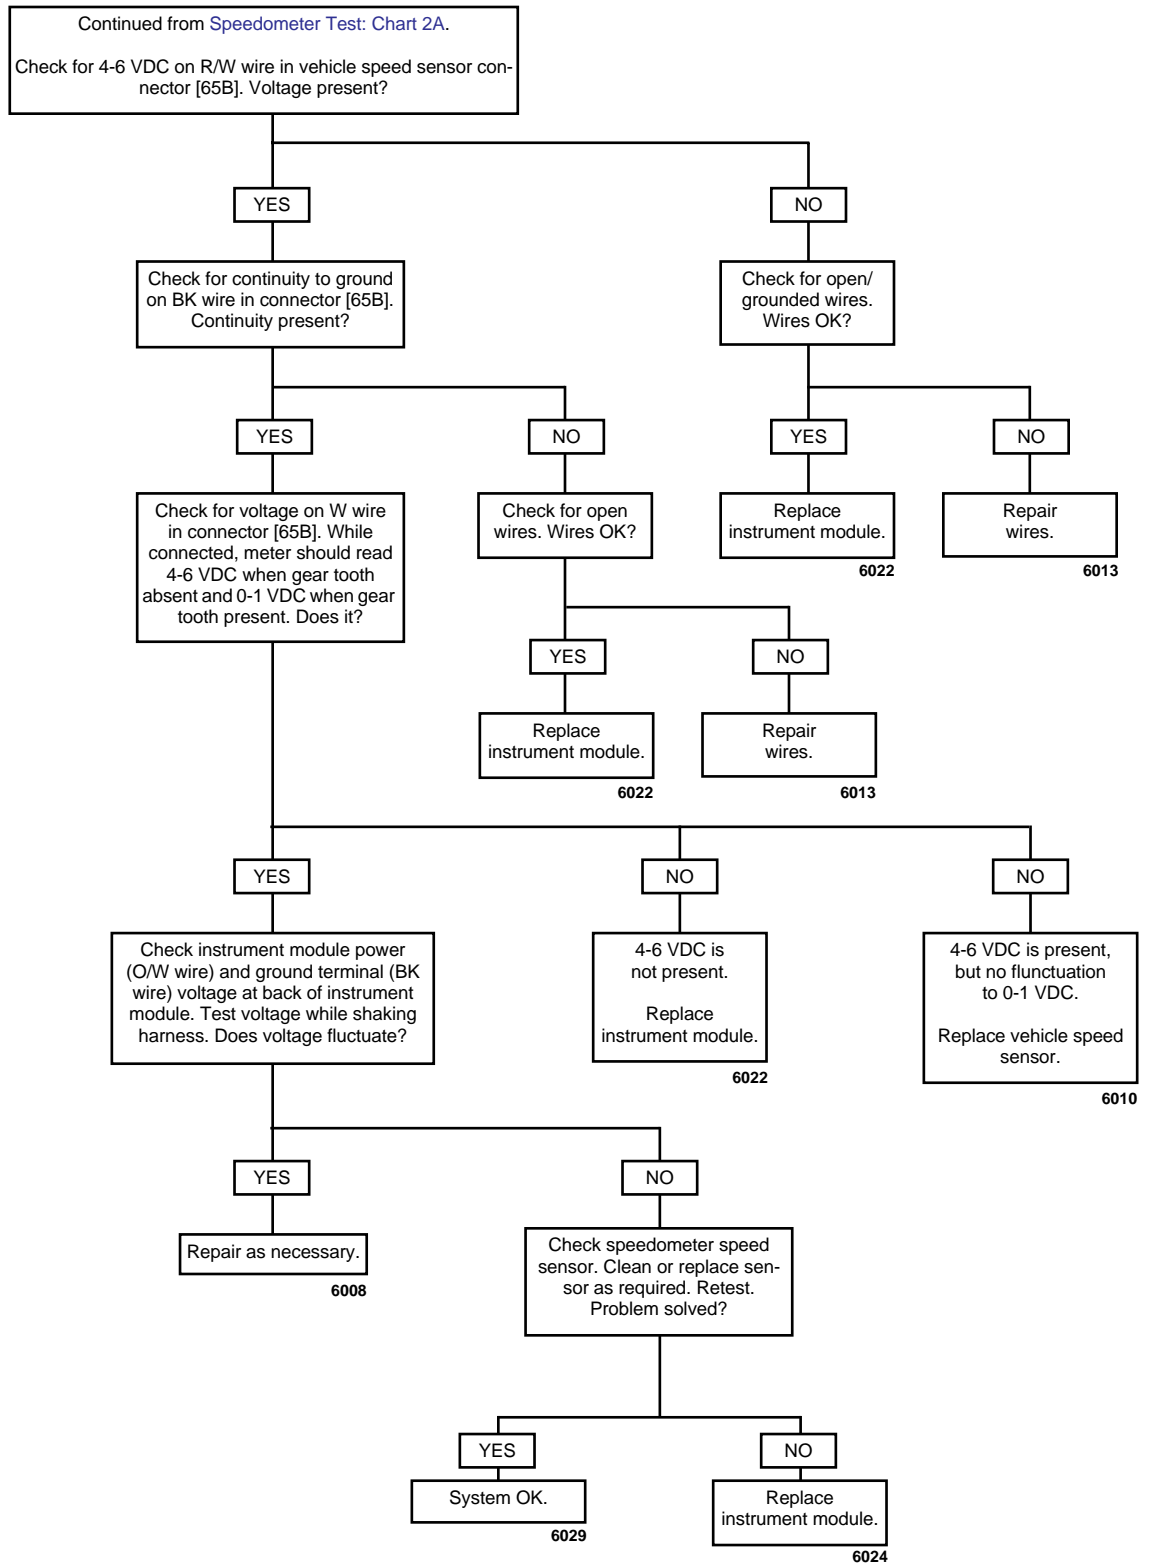 Continued from Speedometer Test: Chart 2A.
Check for 4-6 VDC on R/W wire in vehicle speed sensor con-
nector [65B]. Voltage present?
YES
NO
Check for continuity to ground
on BK wire in connector [65B].
Continuity present?
Check for open/
grounded wires.
Wires OK?
YES
NO
YES
NO
Check for voltage on W wire
in connector [65B]. While
connected, meter should read
4-6 VDC when gear tooth
absent and 0-1 VDC when gear
tooth present. Does it?
Check for open
wires. Wires OK?
Replace
instrument module.
6022
Repair
wires.
6013
YES
NO
Replace
instrument module.
6022
Repair
wires.
6013
YES
NO
NO
Check instrument module power
(O/W wire) and ground terminal (BK
wire) voltage at back of instrument
module. Test voltage while shaking
harness. Does voltage fluctuate?
4-6 VDC is
not present.
Replace
instrument module.
6022
4-6 VDC is present,
but no flunctuation
to 0-1 VDC.
Replace vehicle speed
sensor.
6010
YES
NO
Repair as necessary.
6008
Check speedometer speed
sensor. Clean or replace sen-
sor as required. Retest.
Problem solved?
YES
NO
System OK.
6029
Replace
instrument module.
6024